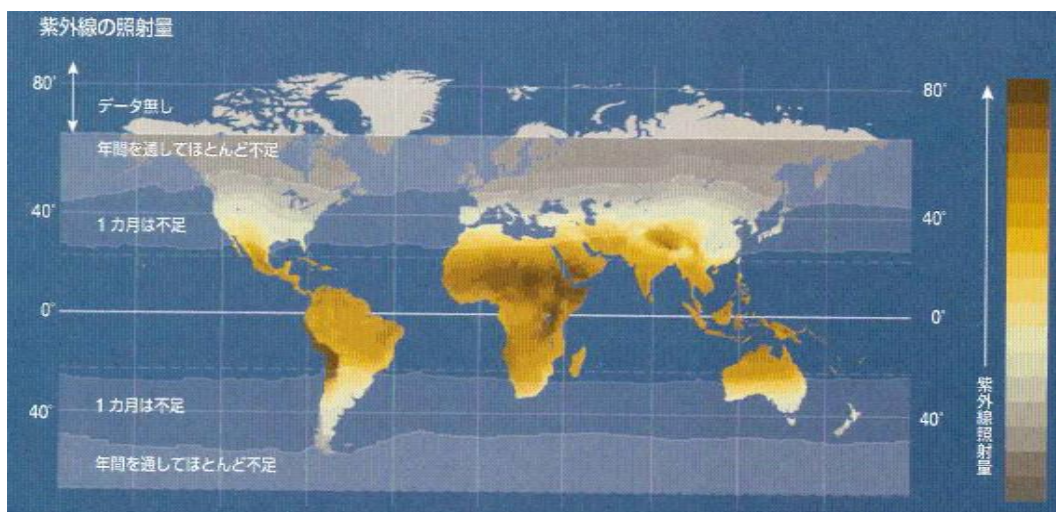 紫外線の照射量
80°
80°
データ無し
年間を通してほとんど不足
40°
1カ月は不足
40°
0°
0°
紫外線照射量
1カ月は不足
40°
40°
年間を通してほとんど不足